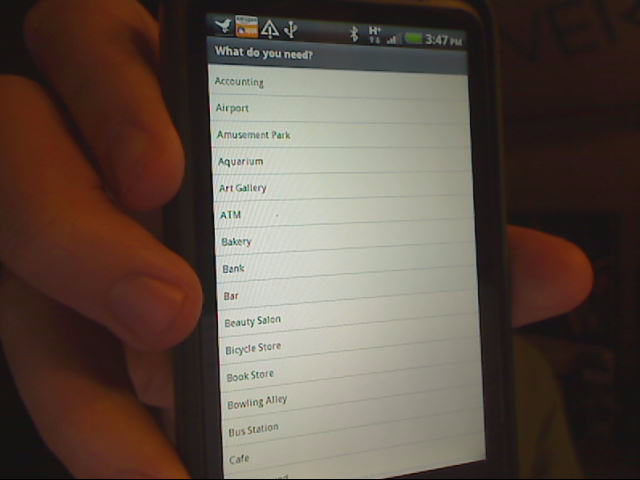 H+
3:47 PM
What do you need?
Accounting
Airport
Amusement Park
Aquarium
Art Gallery
ATM
Bakery
Bank
Bar
Beauty Salon
Bicycle Store
Book Store
Bowling Alley
Bus Station
Cafe